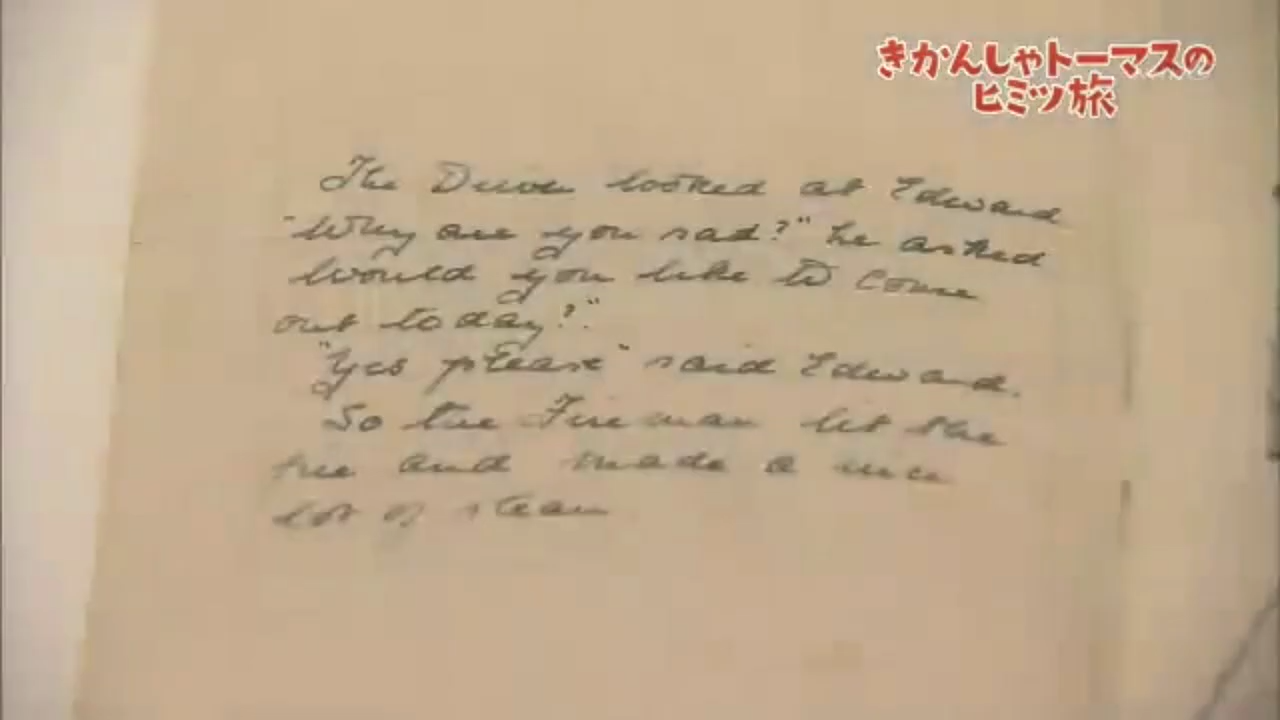 きかんしゃトーマスの
ヒミツ旅
The Driver looked at Edward
"Why are you sad?" he asked
Would you like to come
out today?"
"Yes please" said Edward.
So the Fireman lit the
fire and made a nice
lot of steam